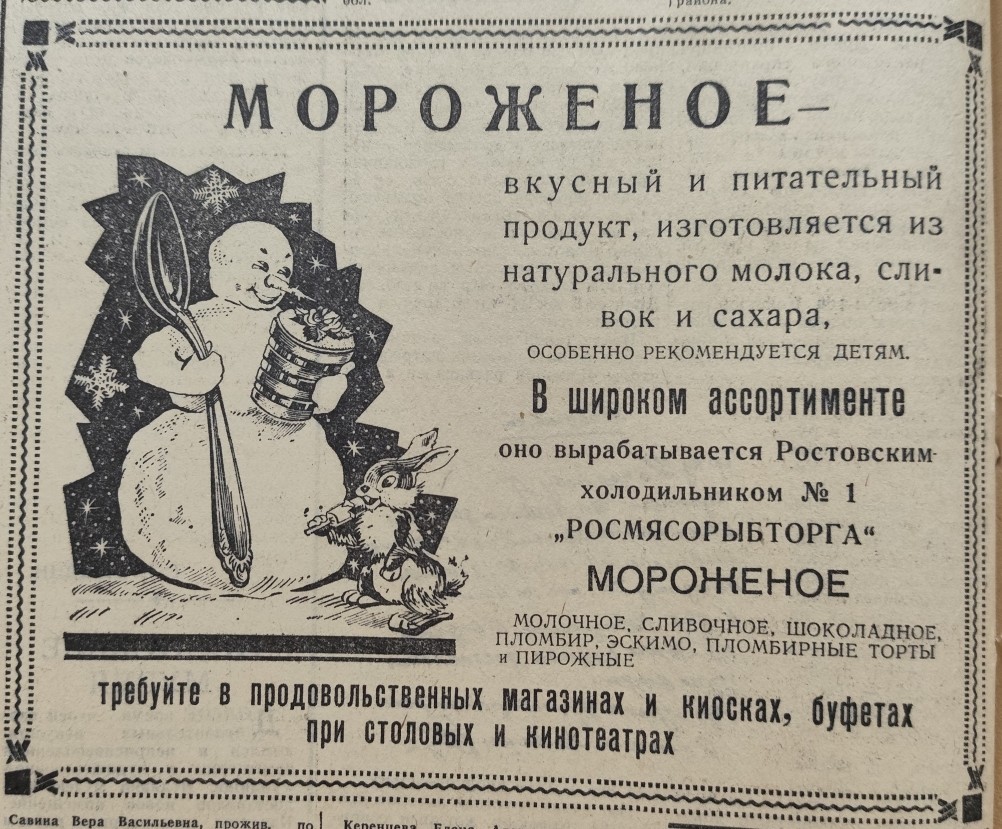 обл.
района.
МОРОЖЕНОЕ—
вкусный и питательный
продукт, изготовляется из
натурального молока, сли-
вок и сахара,
ОСОБЕННО РЕКОМЕНДУЕТСЯ ДЕТЯМ.
В широком ассортименте
оно вырабатывается Ростовским
холодильником № 1
„РОСМЯСОРЫБТОРГА“
МОРОЖЕНОЕ
МОЛОЧНОЕ, СЛИВОЧНОЕ, ШОКОЛАДНОЕ,
ПЛОМБИР, ЭСКИМО, ПЛОМБИРНЫЕ ТОРТЫ
и ПИРОЖНЫЕ
требуйте в продовольственных магазинах и киосках, буфетах
при столовых и кинотеатрах
Савина Вера Васильевна, прожив. по